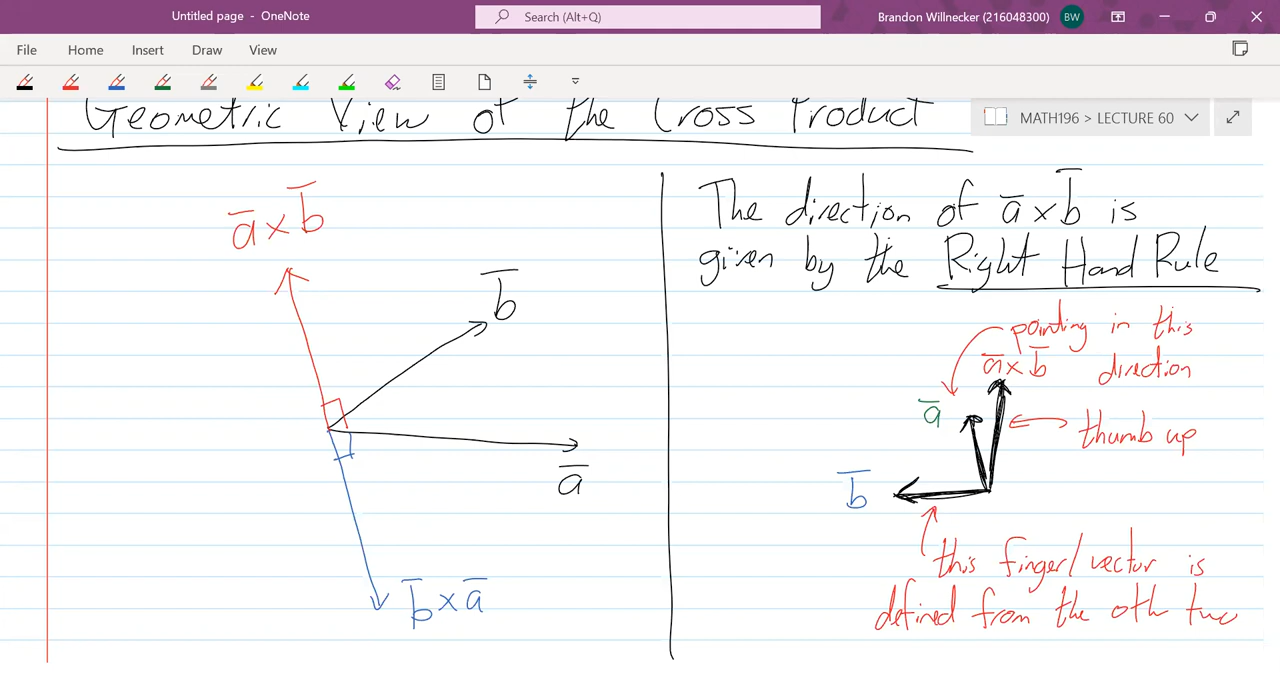 Untitled page - OneNote
Search (Alt+Q)
Brandon Willnecker (216048300)
BW
File Home Insert Draw View
Geometric View of the Cross Product
MATH196 > LECTURE 60
a̅ x b̅
b̅
a̅
b̅ x a̅
The direction of a̅ x b̅ is
given by the Right Hand Rule
pointing in this
direction
a̅ x b̅
a̅
thumb up
b̅
this finger/vector is
defined from the oth two